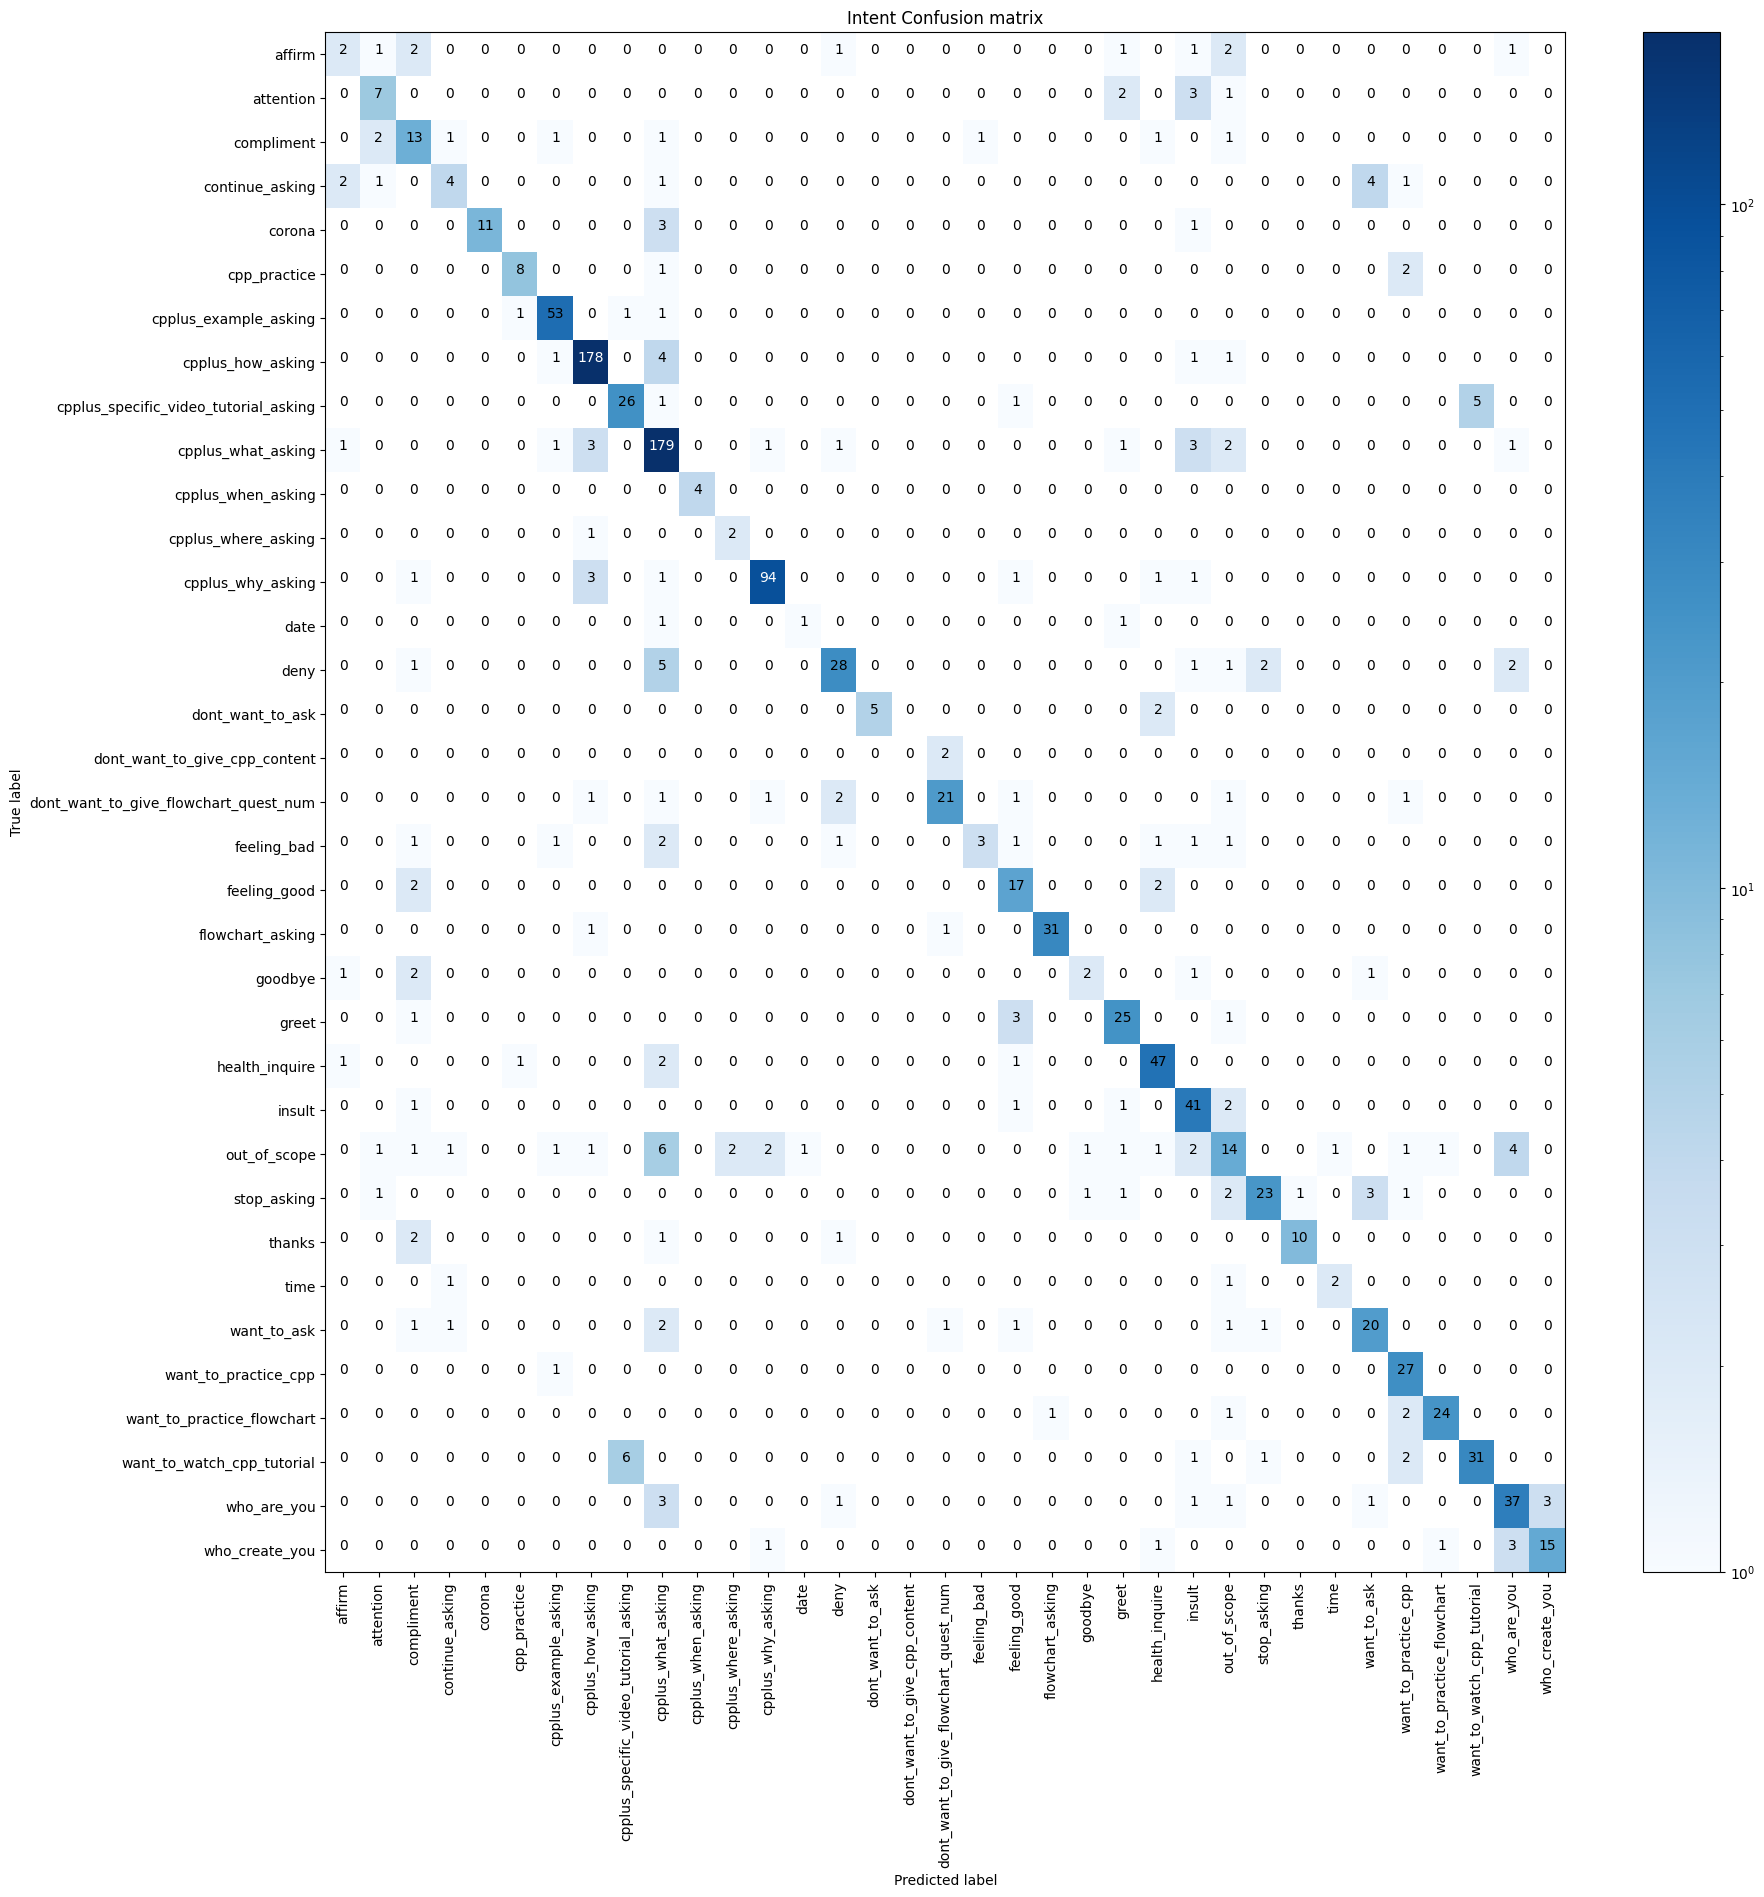 Intent Confusion matrix
affirm 2 1 2 0 0 0 0 0 0 0 0 0 0 0 1 0 0 0 0 0 0 0 1 0 1 2 0 0 0 0 0 0 0 1 0
attention 0 7 0 0 0 0 0 0 0 0 0 0 0 0 0 0 0 0 0 0 0 0 2 0 3 1 0 0 0 0 0 0 0 0 0
compliment 0 2 13 1 0 0 1 0 0 1 0 0 0 0 0 0 0 0 1 0 0 0 0 1 0 1 0 0 0 0 0 0 0 0 0
continue_asking 2 1 0 4 0 0 0 0 0 1 0 0 0 0 0 0 0 0 0 0 0 0 0 0 0 0 0 0 0 4 1 0 0 0 0
corona 0 0 0 0 11 0 0 0 0 3 0 0 0 0 0 0 0 0 0 0 0 0 0 0 1 0 0 0 0 0 0 0 0 0 0
cpp_practice 0 0 0 0 0 8 0 0 0 1 0 0 0 0 0 0 0 0 0 0 0 0 0 0 0 0 0 0 0 0 2 0 0 0 0
cpplus_example_asking 0 0 0 0 0 1 53 0 1 1 0 0 0 0 0 0 0 0 0 0 0 0 0 0 0 0 0 0 0 0 0 0 0 0 0
cpplus_how_asking 0 0 0 0 0 0 1 178 0 4 0 0 0 0 0 0 0 0 0 0 0 0 0 0 1 1 0 0 0 0 0 0 0 0 0
cpplus_specific_video_tutorial_asking 0 0 0 0 0 0 0 0 26 1 0 0 0 0 0 0 0 0 0 1 0 0 0 0 0 0 0 0 0 0 0 0 5 0 0
cpplus_what_asking 1 0 0 0 0 0 1 3 0 179 0 0 1 0 1 0 0 0 0 0 0 0 1 0 3 2 0 0 0 0 0 0 0 1 0
cpplus_when_asking 0 0 0 0 0 0 0 0 0 0 4 0 0 0 0 0 0 0 0 0 0 0 0 0 0 0 0 0 0 0 0 0 0 0 0
cpplus_where_asking 0 0 0 0 0 0 0 1 0 0 0 2 0 0 0 0 0 0 0 0 0 0 0 0 0 0 0 0 0 0 0 0 0 0 0
cpplus_why_asking 0 0 1 0 0 0 0 3 0 1 0 0 94 0 0 0 0 0 0 1 0 0 0 1 1 0 0 0 0 0 0 0 0 0 0
date 0 0 0 0 0 0 0 0 0 1 0 0 0 1 0 0 0 0 0 0 0 0 1 0 0 0 0 0 0 0 0 0 0 0 0
deny 0 0 1 0 0 0 0 0 0 5 0 0 0 0 28 0 0 0 0 0 0 0 0 0 1 1 2 0 0 0 0 0 0 2 0
dont_want_to_ask 0 0 0 0 0 0 0 0 0 0 0 0 0 0 0 5 0 0 0 0 0 0 0 2 0 0 0 0 0 0 0 0 0 0 0
dont_want_to_give_cpp_content 0 0 0 0 0 0 0 0 0 0 0 0 0 0 0 0 0 2 0 0 0 0 0 0 0 0 0 0 0 0 0 0 0 0 0
dont_want_to_give_flowchart_quest_num 0 0 0 0 0 0 0 1 0 1 0 0 1 0 2 0 0 21 0 1 0 0 0 0 0 1 0 0 0 0 1 0 0 0 0
feeling_bad 0 0 1 0 0 0 1 0 0 2 0 0 0 0 1 0 0 0 3 1 0 0 0 1 1 1 0 0 0 0 0 0 0 0 0
feeling_good 0 0 2 0 0 0 0 0 0 0 0 0 0 0 0 0 0 0 0 17 0 0 0 2 0 0 0 0 0 0 0 0 0 0 0
flowchart_asking 0 0 0 0 0 0 0 1 0 0 0 0 0 0 0 0 0 1 0 0 31 0 0 0 0 0 0 0 0 0 0 0 0 0 0
goodbye 1 0 2 0 0 0 0 0 0 0 0 0 0 0 0 0 0 0 0 0 0 2 0 0 1 0 0 0 0 1 0 0 0 0 0
greet 0 0 1 0 0 0 0 0 0 0 0 0 0 0 0 0 0 0 0 3 0 0 25 0 0 1 0 0 0 0 0 0 0 0 0
health_inquire 1 0 0 0 0 1 0 0 0 2 0 0 0 0 0 0 0 0 0 1 0 0 0 47 0 0 0 0 0 0 0 0 0 0 0
insult 0 0 1 0 0 0 0 0 0 0 0 0 0 0 0 0 0 0 0 1 0 0 1 0 41 2 0 0 0 0 0 0 0 0 0
out_of_scope 0 1 1 1 0 0 1 1 0 6 0 2 2 1 0 0 0 0 0 0 0 1 1 1 2 14 0 0 1 0 1 1 0 4 0
stop_asking 0 1 0 0 0 0 0 0 0 0 0 0 0 0 0 0 0 0 0 0 0 1 1 0 0 2 23 1 0 3 1 0 0 0 0
thanks 0 0 2 0 0 0 0 0 0 1 0 0 0 0 1 0 0 0 0 0 0 0 0 0 0 0 0 10 0 0 0 0 0 0 0
time 0 0 0 1 0 0 0 0 0 0 0 0 0 0 0 0 0 0 0 0 0 0 0 0 0 1 0 0 2 0 0 0 0 0 0
want_to_ask 0 0 1 1 0 0 0 0 0 2 0 0 0 0 0 0 0 1 0 1 0 0 0 0 0 1 1 0 0 20 0 0 0 0 0
want_to_practice_cpp 0 0 0 0 0 0 1 0 0 0 0 0 0 0 0 0 0 0 0 0 0 0 0 0 0 0 0 0 0 0 27 0 0 0 0
want_to_practice_flowchart 0 0 0 0 0 0 0 0 0 0 0 0 0 0 0 0 0 0 0 0 1 0 0 0 0 1 0 0 0 0 2 24 0 0 0
want_to_watch_cpp_tutorial 0 0 0 0 0 0 0 0 6 0 0 0 0 0 0 0 0 0 0 0 0 0 0 0 1 0 1 0 0 0 2 0 31 0 0
who_are_you 0 0 0 0 0 0 0 0 0 3 0 0 0 0 1 0 0 0 0 0 0 0 0 0 1 1 0 0 0 1 0 0 0 37 3
who_create_you 0 0 0 0 0 0 0 0 0 0 0 0 1 0 0 0 0 0 0 0 0 0 0 1 0 0 0 0 0 0 0 1 0 3 15
True label
affirm
attention
compliment
continue_asking
corona
cpp_practice
cpplus_example_asking
cpplus_how_asking
cpplus_specific_video_tutorial_asking
cpplus_what_asking
cpplus_when_asking
cpplus_where_asking
cpplus_why_asking
date
deny
dont_want_to_ask
dont_want_to_give_cpp_content
dont_want_to_give_flowchart_quest_num
feeling_bad
feeling_good
flowchart_asking
goodbye
greet
health_inquire
insult
out_of_scope
stop_asking
thanks
time
want_to_ask
want_to_practice_cpp
want_to_practice_flowchart
want_to_watch_cpp_tutorial
who_are_you
who_create_you
Predicted label
10²
10¹
10⁰